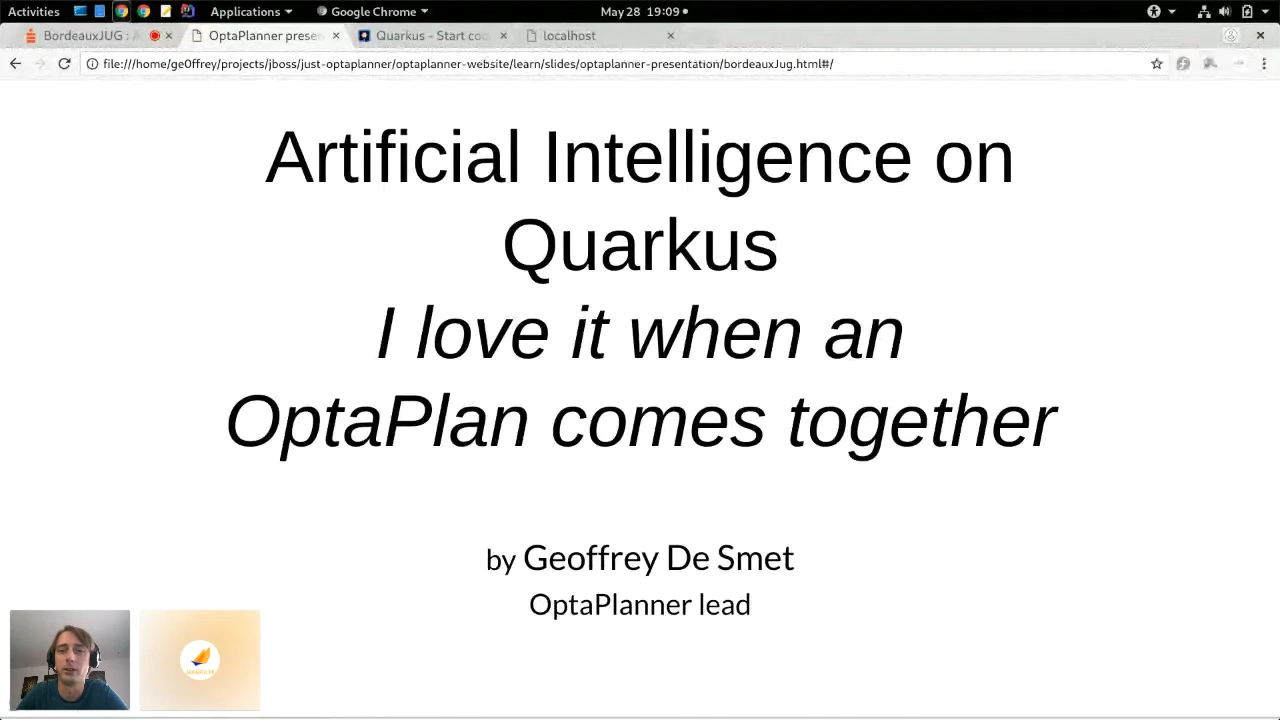 Activities
Applications
Google Chrome
May 28 19:09
BordeauxJUG : A
OptaPlanner prese
Quarkus - Start co
localhost
file:///home/ge0ffrey/projects/jboss/just-optaplanner/optaplanner-website/learn/slides/optaplanner-presentation/bordeauxJug.html#/
Artificial Intelligence on
Quarkus
I love it when an
OptaPlan comes together
by Geoffrey De Smet
OptaPlanner lead